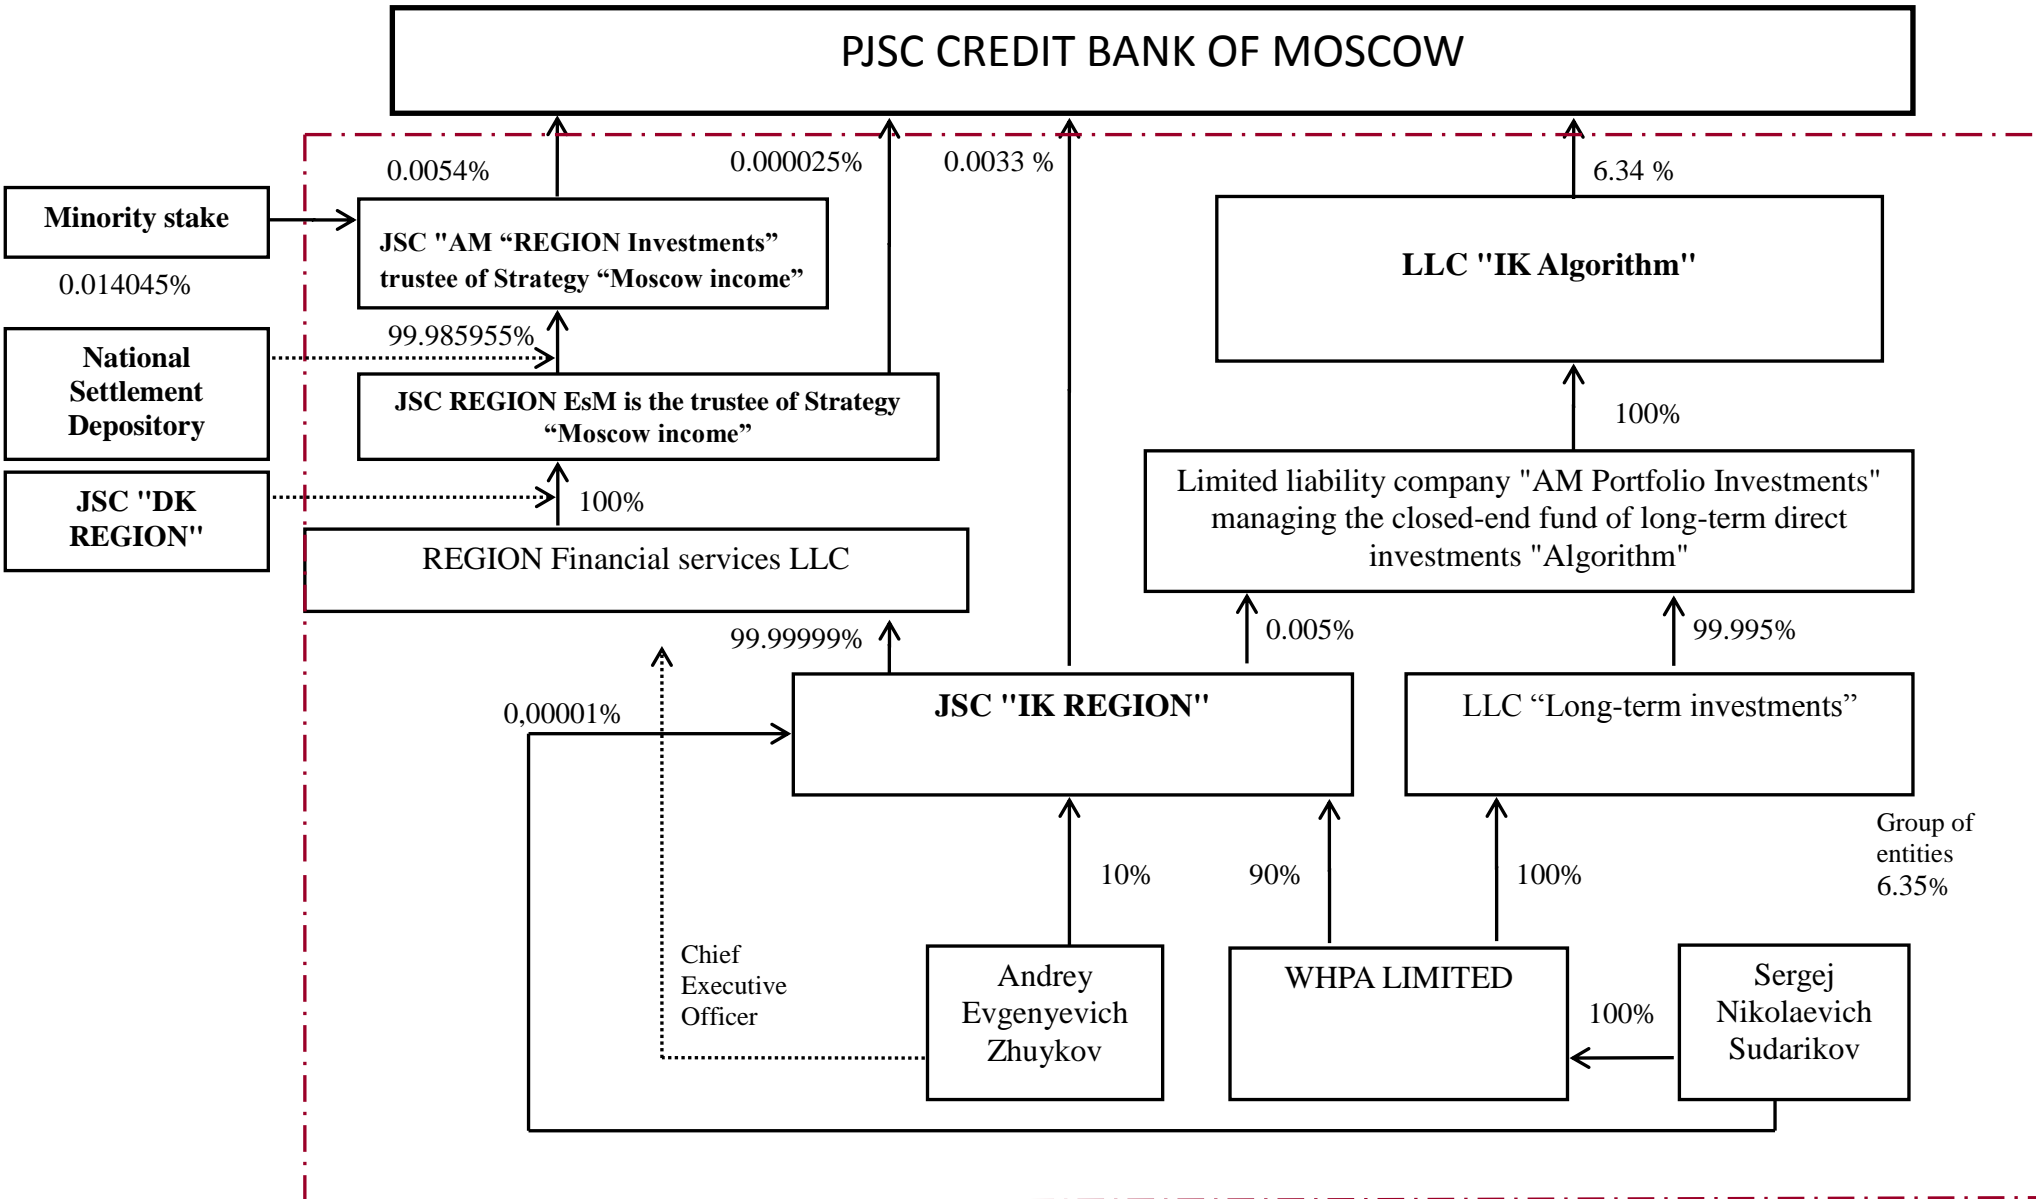 PJSC CREDIT BANK OF MOSCOW
0.0054%
0.000025%
0.0033 %
6.34 %
Minority stake
0.014045%
JSC "AM “REGION Investments”
trustee of Strategy “Moscow income”
LLC "IK Algorithm"
99.985955%
National
Settlement
Depository
JSC REGION EsM is the trustee of Strategy
“Moscow income”
100%
JSC "DK
REGION"
100%
Limited liability company "AM Portfolio Investments"
managing the closed-end fund of long-term direct
investments "Algorithm"
REGION Financial services LLC
99.99999%
0.005%
99.995%
0,00001%
JSC "IK REGION"
LLC “Long-term investments”
10%
90%
100%
Group of
entities
6.35%
Chief
Executive
Officer
Andrey
Evgenyevich
Zhuykov
WHPA LIMITED
100%
Sergej
Nikolaevich
Sudarikov